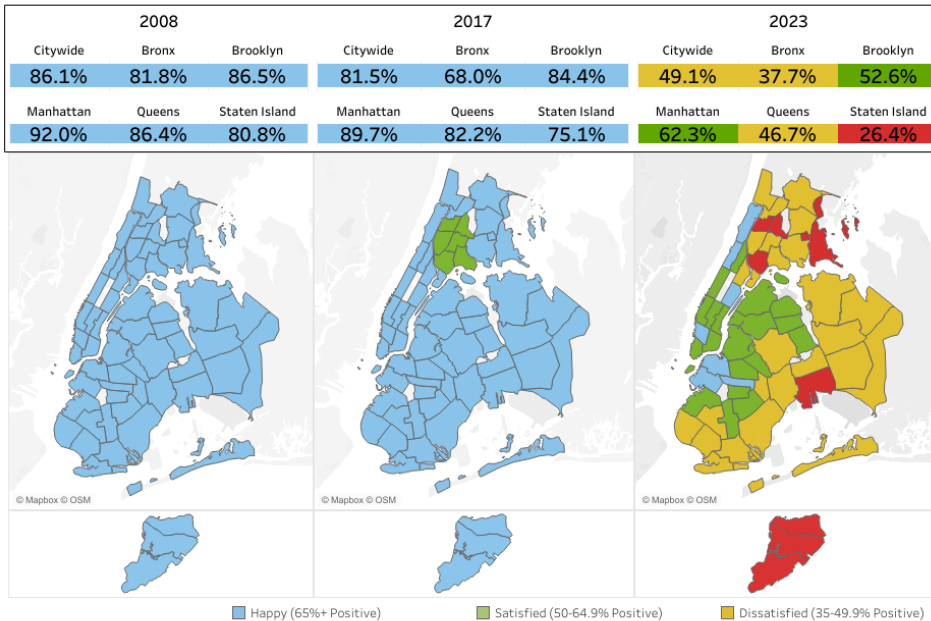 2008 2017 2023
Citywide Bronx Brooklyn Citywide Bronx Brooklyn Citywide Bronx Brooklyn
86.1% 81.8% 86.5% 81.5% 68.0% 84.4% 49.1% 37.7% 52.6%
Manhattan Queens Staten Island Manhattan Queens Staten Island Manhattan Queens Staten Island
92.0% 86.4% 80.8% 89.7% 82.2% 75.1% 62.3% 46.7% 26.4%
© Mapbox © OSM © Mapbox © OSM © Mapbox © OSM
Happy (65%+ Positive) Satisfied (50-64.9% Positive) Dissatisfied (35-49.9% Positive)